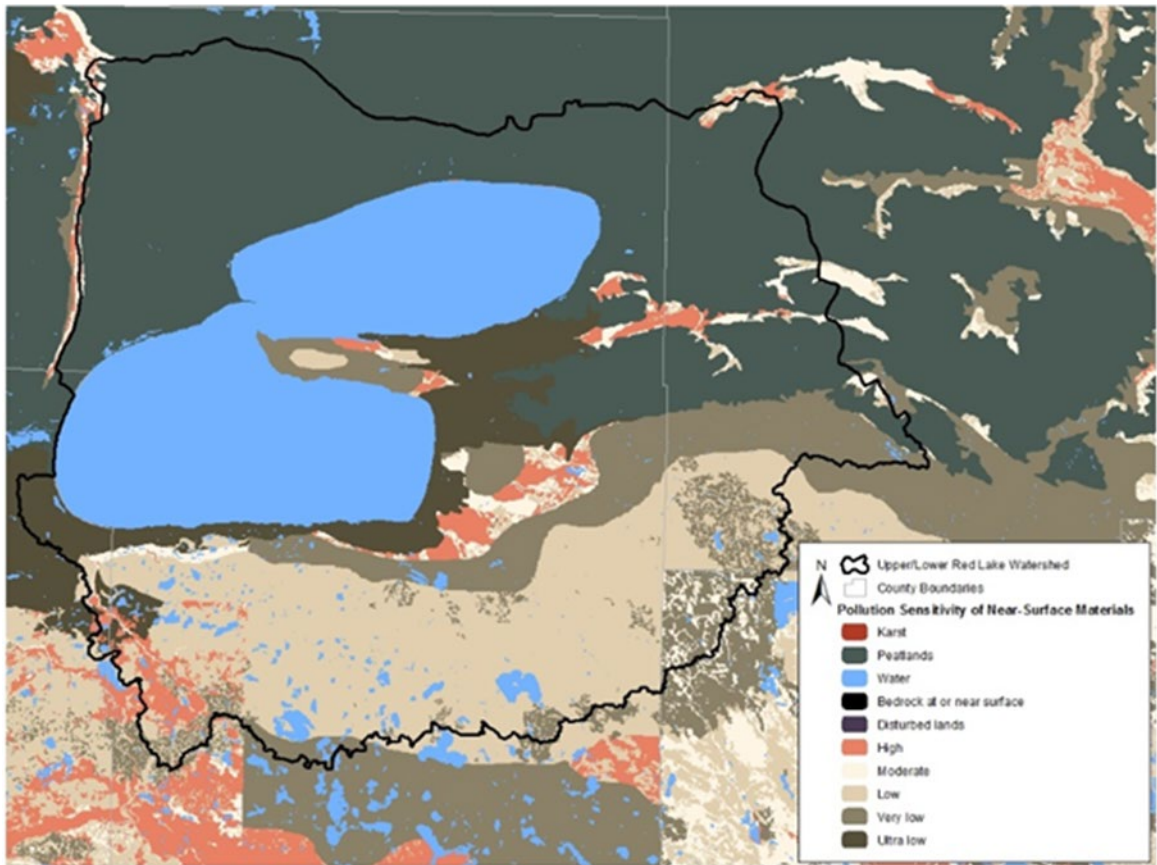 N
Upper/Lower Red Lake Watershed
County Boundaries
Pollution Sensitivity of Near-Surface Materials
Karst
Peatlands
Water
Bedrock at or near surface
Disturbed lands
High
Moderate
Low
Very low
Ultra low